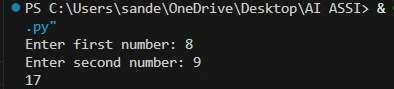 PS C:\Users\sande\OneDrive\Desktop\AI ASSI> &
.py"
Enter first number: 8
Enter second number: 9
17